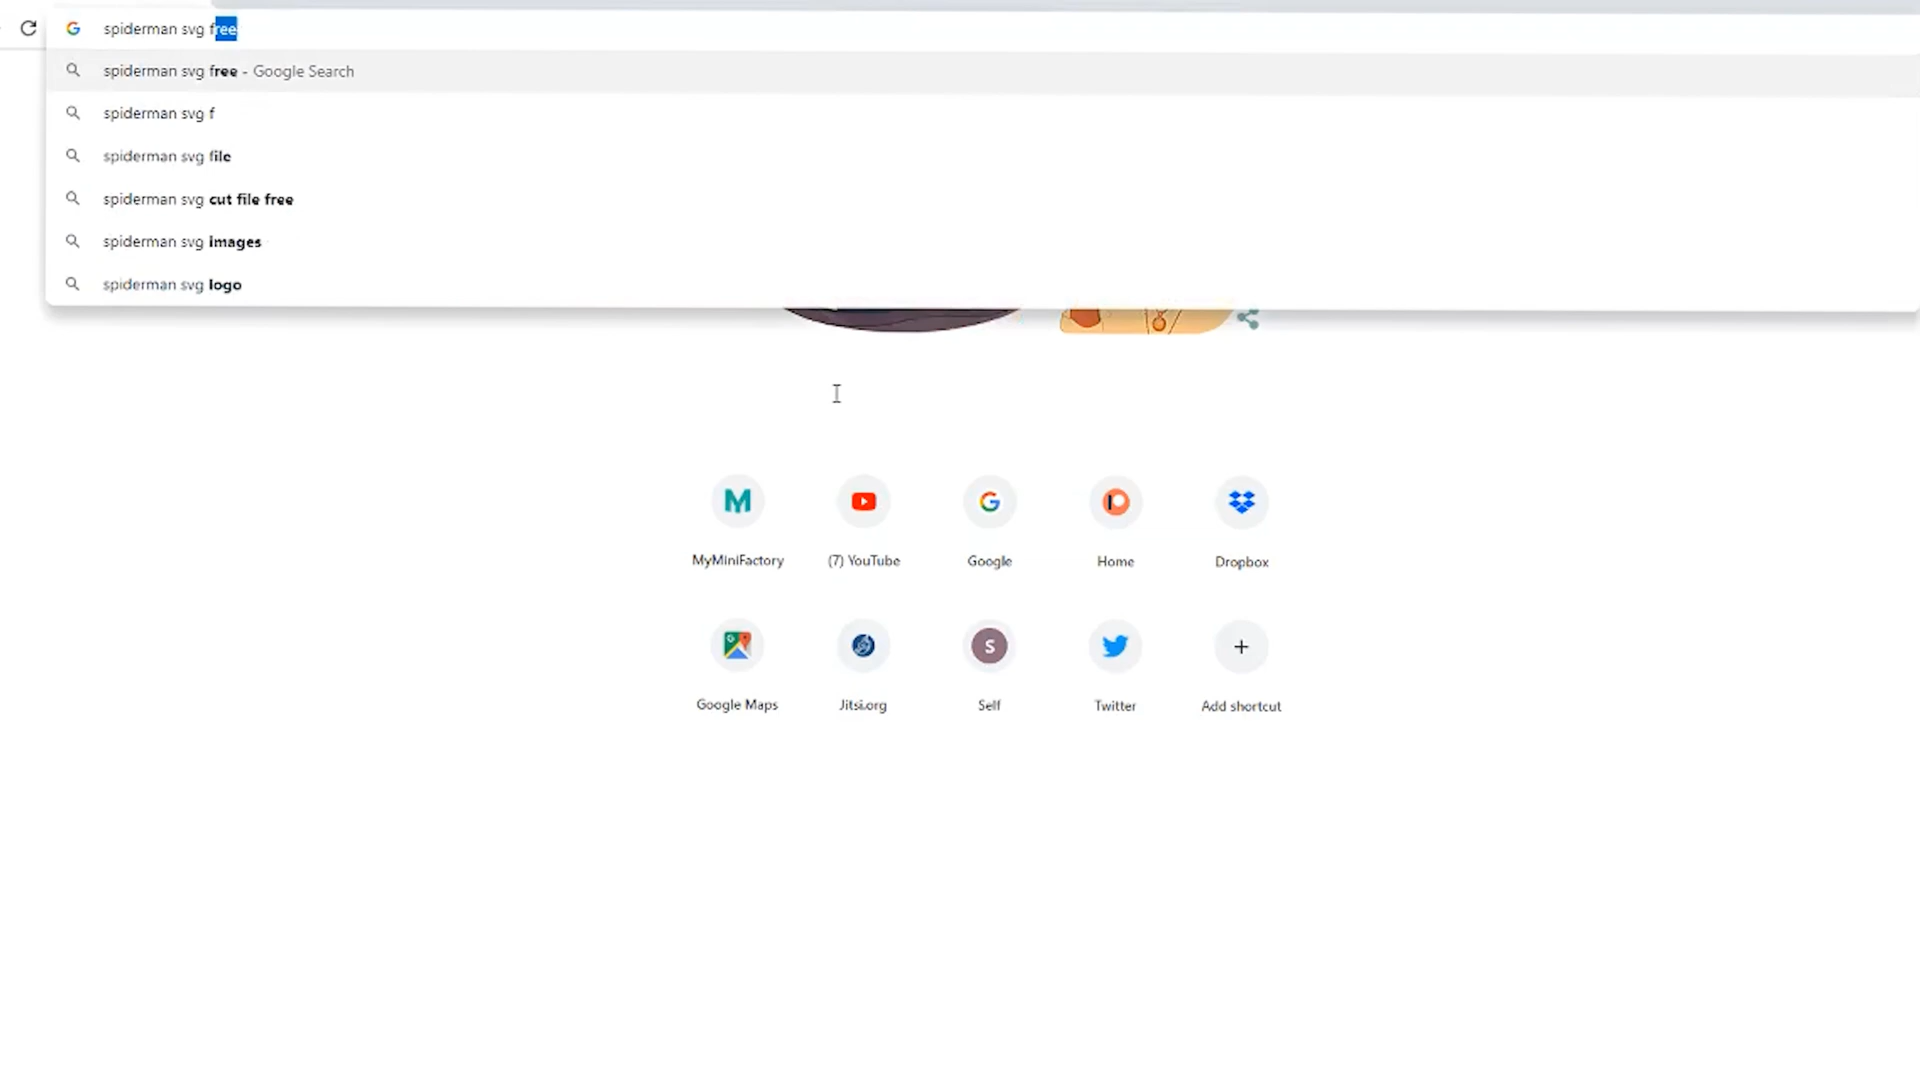 spiderman svg free
spiderman svg free - Google Search
spiderman svg f
spiderman svg file
spiderman svg cut file free
spiderman svg images
spiderman svg logo
MyMiniFactory
(7) YouTube
Google
Home
Dropbox
S
Google Maps
Jitsi.org
Self
Twitter
Add shortcut